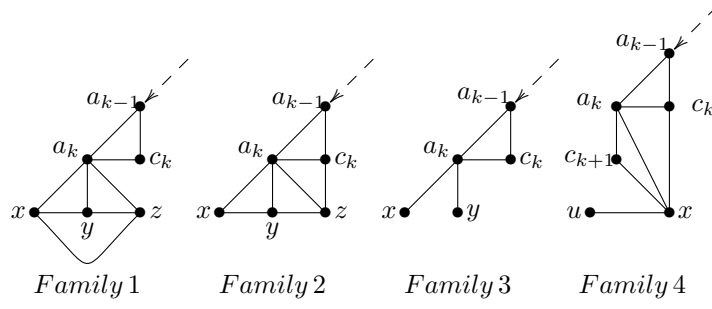 a_{k-1}
a_{k-1}
a_{k-1}
a_{k-1}
a_k
c_k
a_k
c_k
a_k
c_k
a_k
c_k
c_{k+1}
x
y
z
x
y
z
x
y
u
x
Family 1
Family 2
Family 3
Family 4